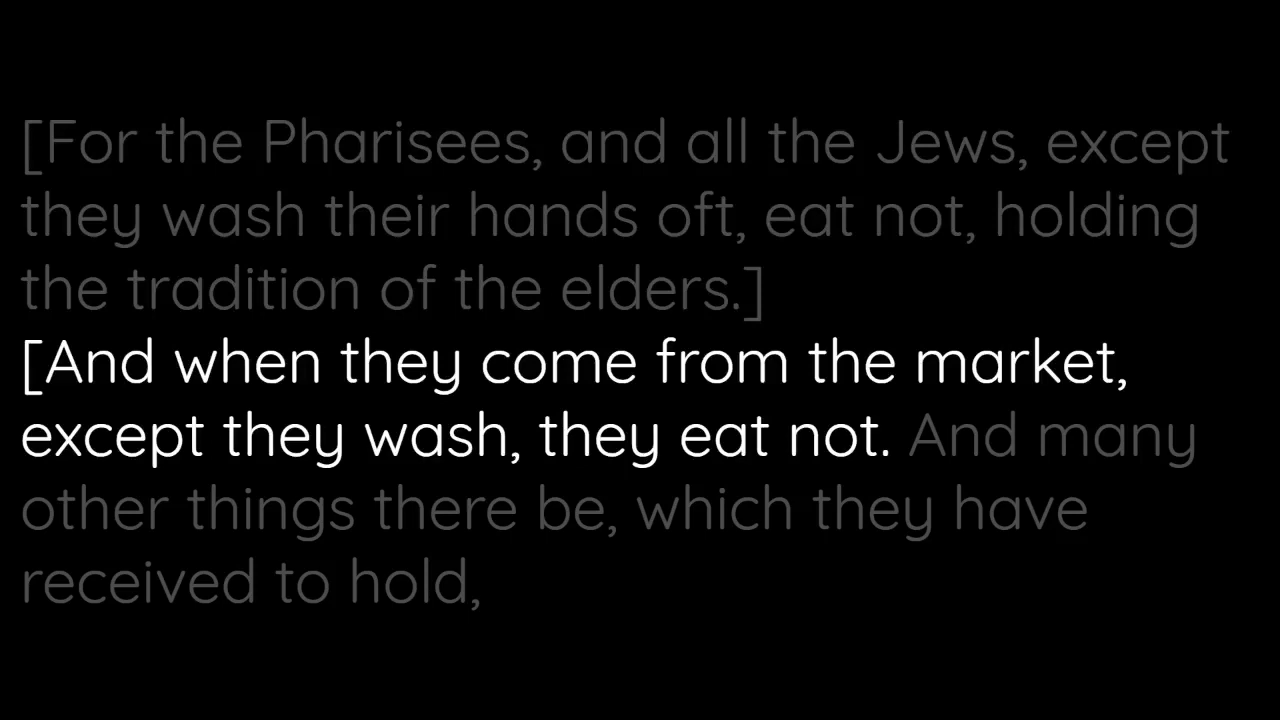 [For the Pharisees, and all the Jews, except
they wash their hands oft, eat not, holding
the tradition of the elders.]
[And when they come from the market,
except they wash, they eat not. And many
other things there be, which they have
received to hold,